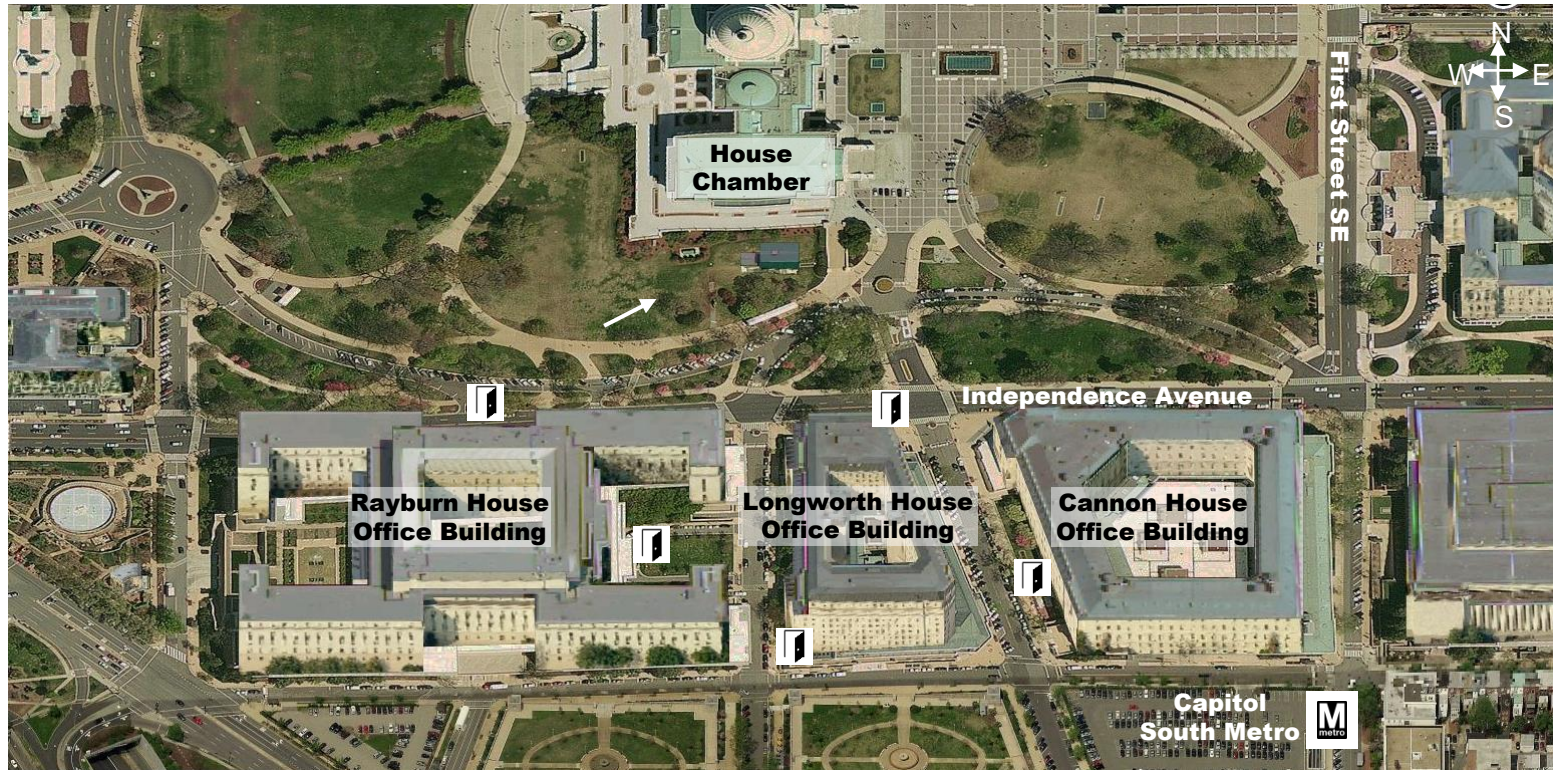 N
W
E
S
First Street SE
House
Chamber
Independence Avenue
Rayburn House
Office Building
Longworth House
Office Building
Cannon House
Office Building
Capitol
South Metro
M
metro